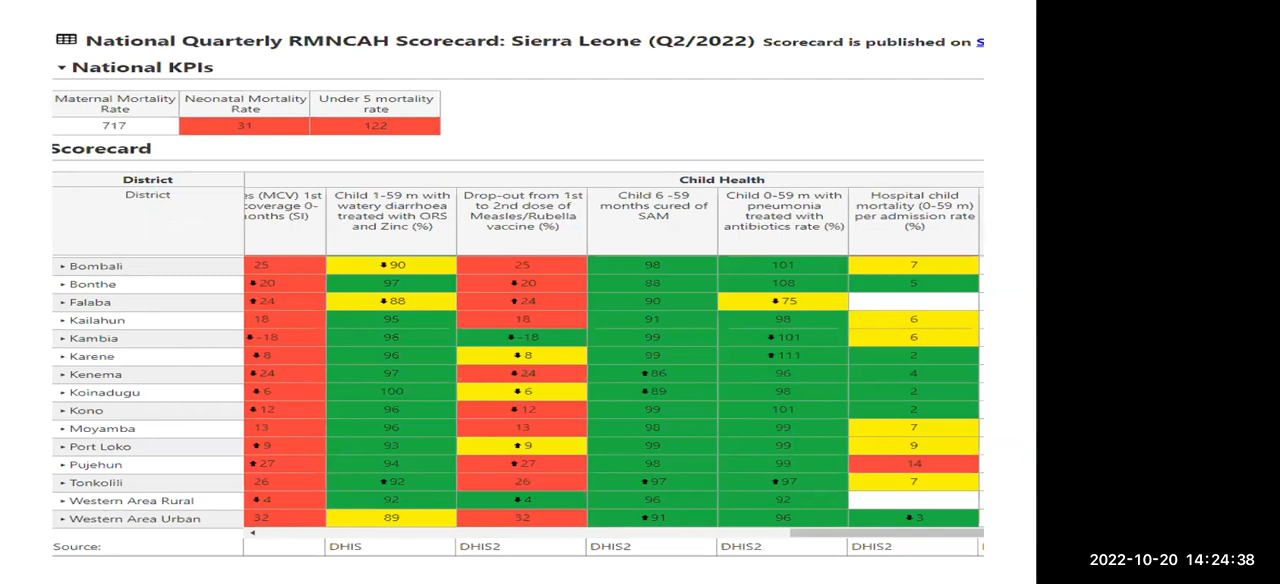 National Quarterly RMNCAH Scorecard: Sierra Leone (Q2/2022) Scorecard is published on S
National KPIs
Maternal Mortality Rate Neonatal Mortality Rate Under 5 mortality rate
717 31 122
Scorecard
District Child Health
District es (MCV) 1st coverage 0- onths (SI) Child 1-59 m with watery diarrhoea treated with ORS and Zinc (%) Drop-out from 1st to 2nd dose of Measles/Rubella vaccine (%) Child 6 -59 months cured of SAM Child 0-59 m with pneumonia treated with antibiotics rate (%) Hospital child mortality (0-59 m) per admission rate (%)
Bombali 25 90 25 98 101 7
Bonthe 20 97 20 88 108 5
Falaba 24 88 24 90 75
Kailahun 18 95 18 91 98 6
Kambia -18 96 -18 99 101 6
Karene 8 96 8 99 111 2
Kenema 24 97 24 86 96 4
Koinadugu 6 100 6 89 98 2
Kono 12 96 12 99 101 2
Moyamba 13 96 13 98 99 7
Port Loko 9 93 9 99 99 9
Pujehun 27 94 27 98 99 14
Tonkolili 26 92 26 97 97 7
Western Area Rural 4 92 4 96 92
Western Area Urban 32 89 32 91 96 3
Source: DHIS DHIS2 DHIS2 DHIS2 DHIS2
2022-10-20 14:24:38